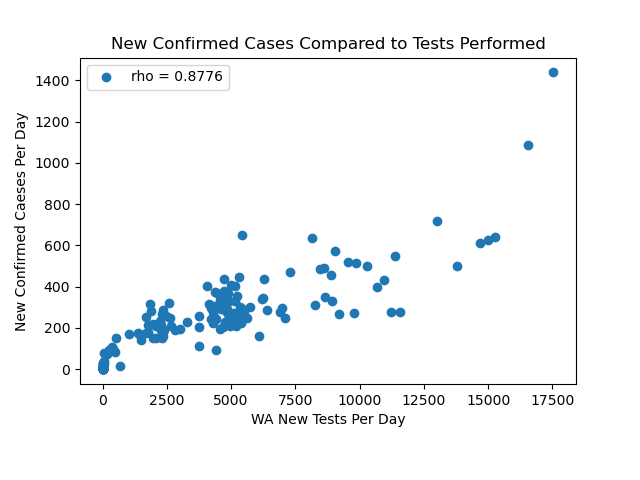 New Confirmed Cases Compared to Tests Performed
rho = 0.8776
1400
1200
1000
800
600
400
200
0
New Confirmed Caeses Per Day
0 2500 5000 7500 10000 12500 15000 17500
WA New Tests Per Day